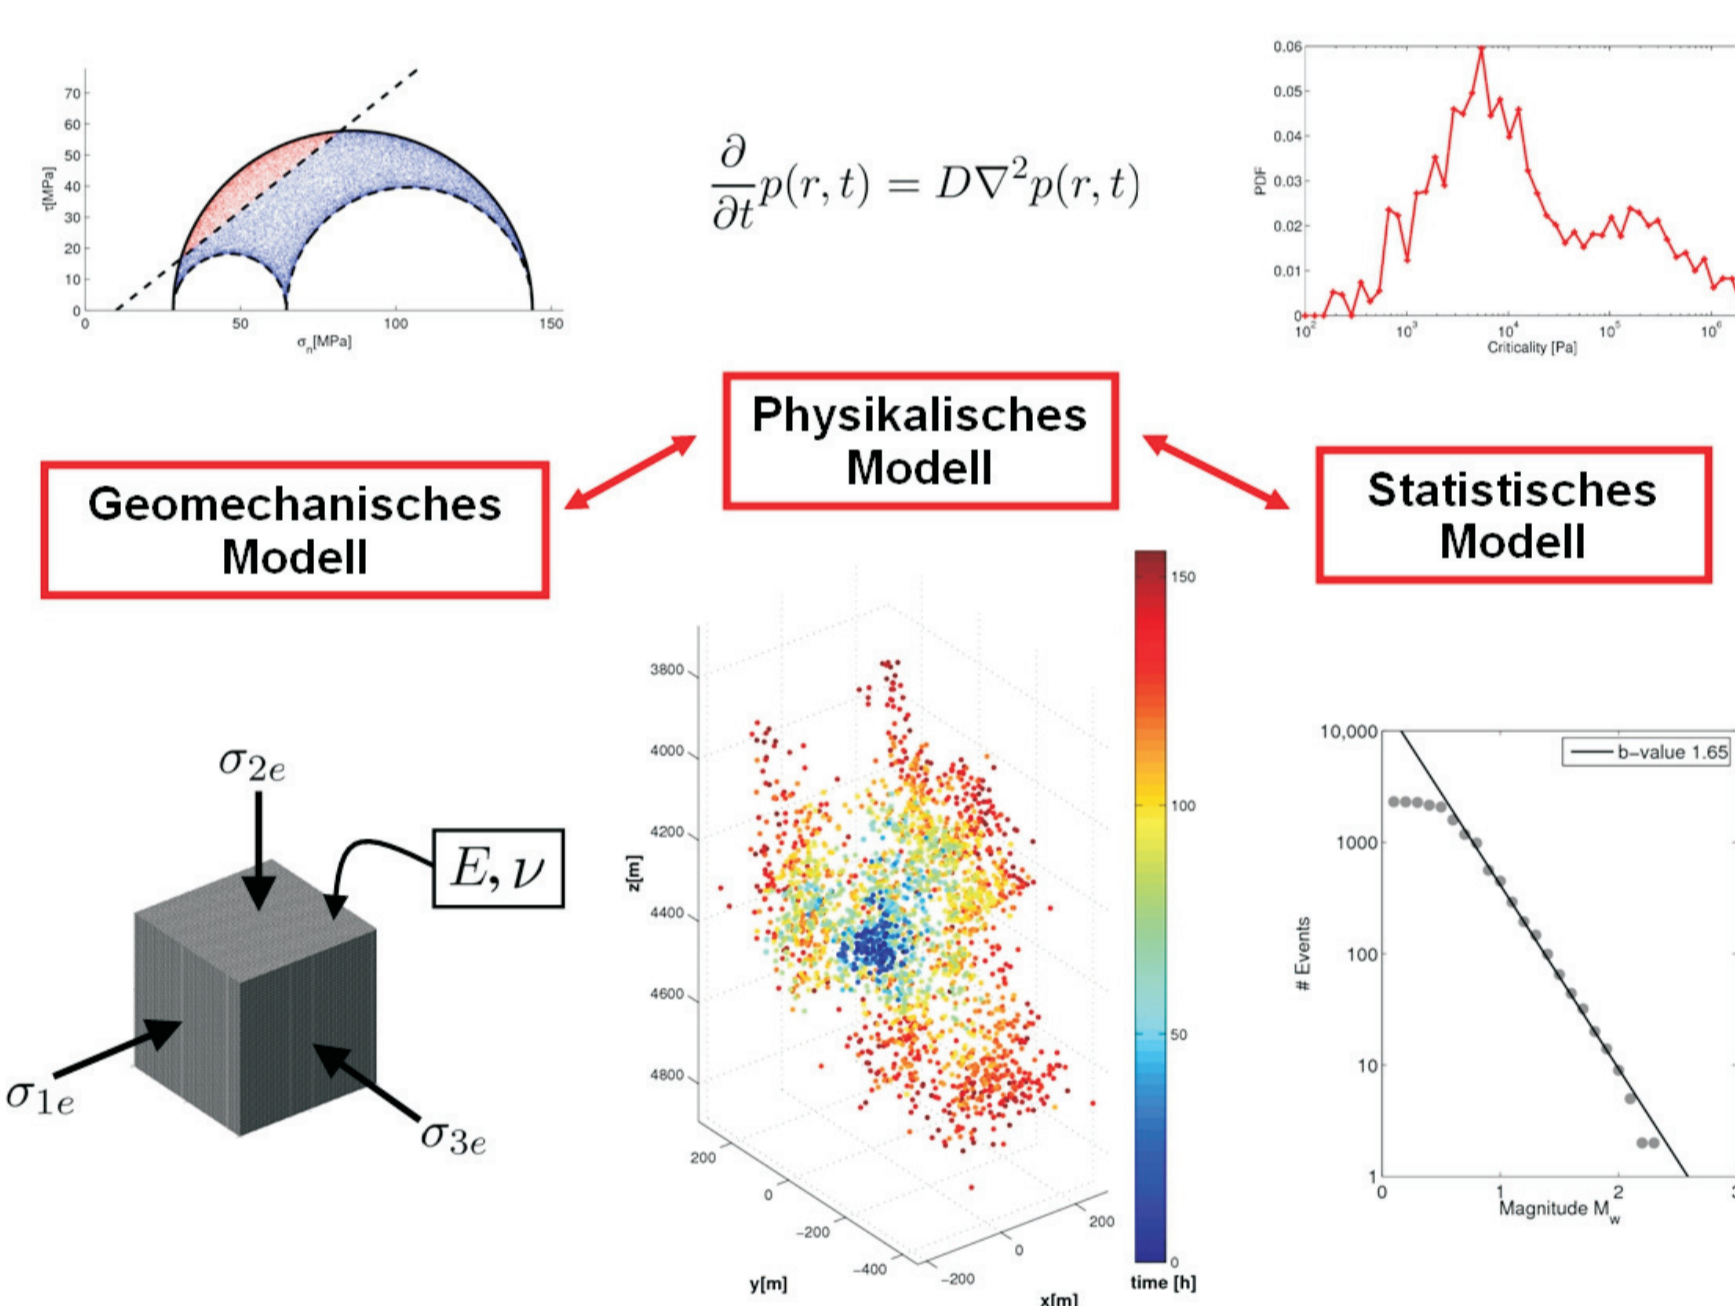 70
60
50
40
30
20
10
0
τ[MPa]
0 50 100 150
σn[MPa]
∂/∂t p(r, t) = D∇²p(r, t)
0.06
0.05
0.04
0.03
0.02
0.01
0
PDF
10² 10³ 10⁴ 10⁵ 10⁶
Criticality [Pa]
Geomechanisches
Modell
Physikalisches
Modell
Statistisches
Modell
σ2e
E, ν
σ1e
σ3e
3800
4000
4200
4400
4600
4800
z[m]
200
0
-200
-400
y[m]
-200
0
200
x[m]
150
100
50
0
time [h]
10,000
1000
100
10
1
# Events
b-value 1.65
0 1 2
Magnitude Mw